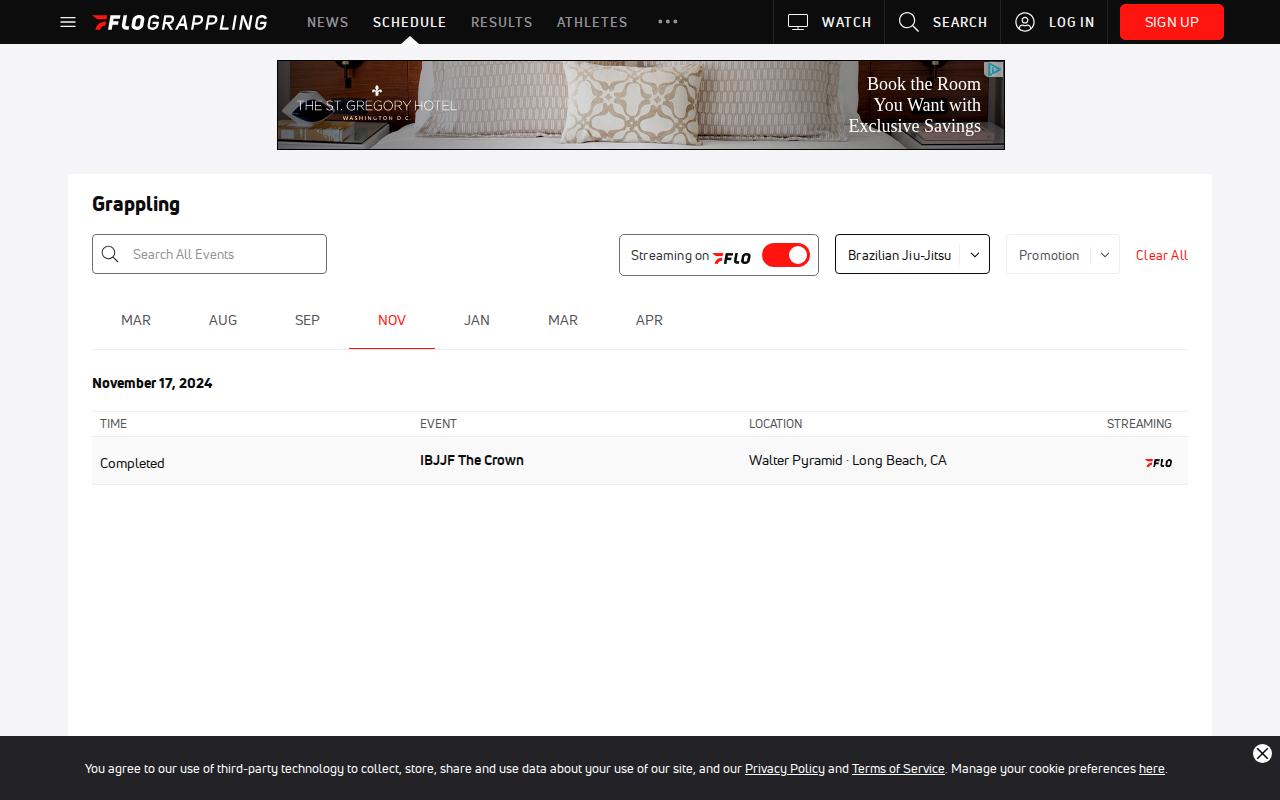 FLOGRAPPLING NEWS SCHEDULE RESULTS ATHLETES WATCH SEARCH LOG IN SIGN UP
THE ST. GREGORY HOTEL
WASHINGTON D.C.
Book the Room
You Want with
Exclusive Savings
Grappling
Search All Events Streaming on FLO Brazilian Jiu-Jitsu Promotion Clear All
MAR AUG SEP NOV JAN MAR APR
November 17, 2024
TIME EVENT LOCATION STREAMING
Completed IBJJF The Crown Walter Pyramid · Long Beach, CA FLO
You agree to our use of third-party technology to collect, store, share and use data about your use of our site, and our Privacy Policy and Terms of Service. Manage your cookie preferences here.